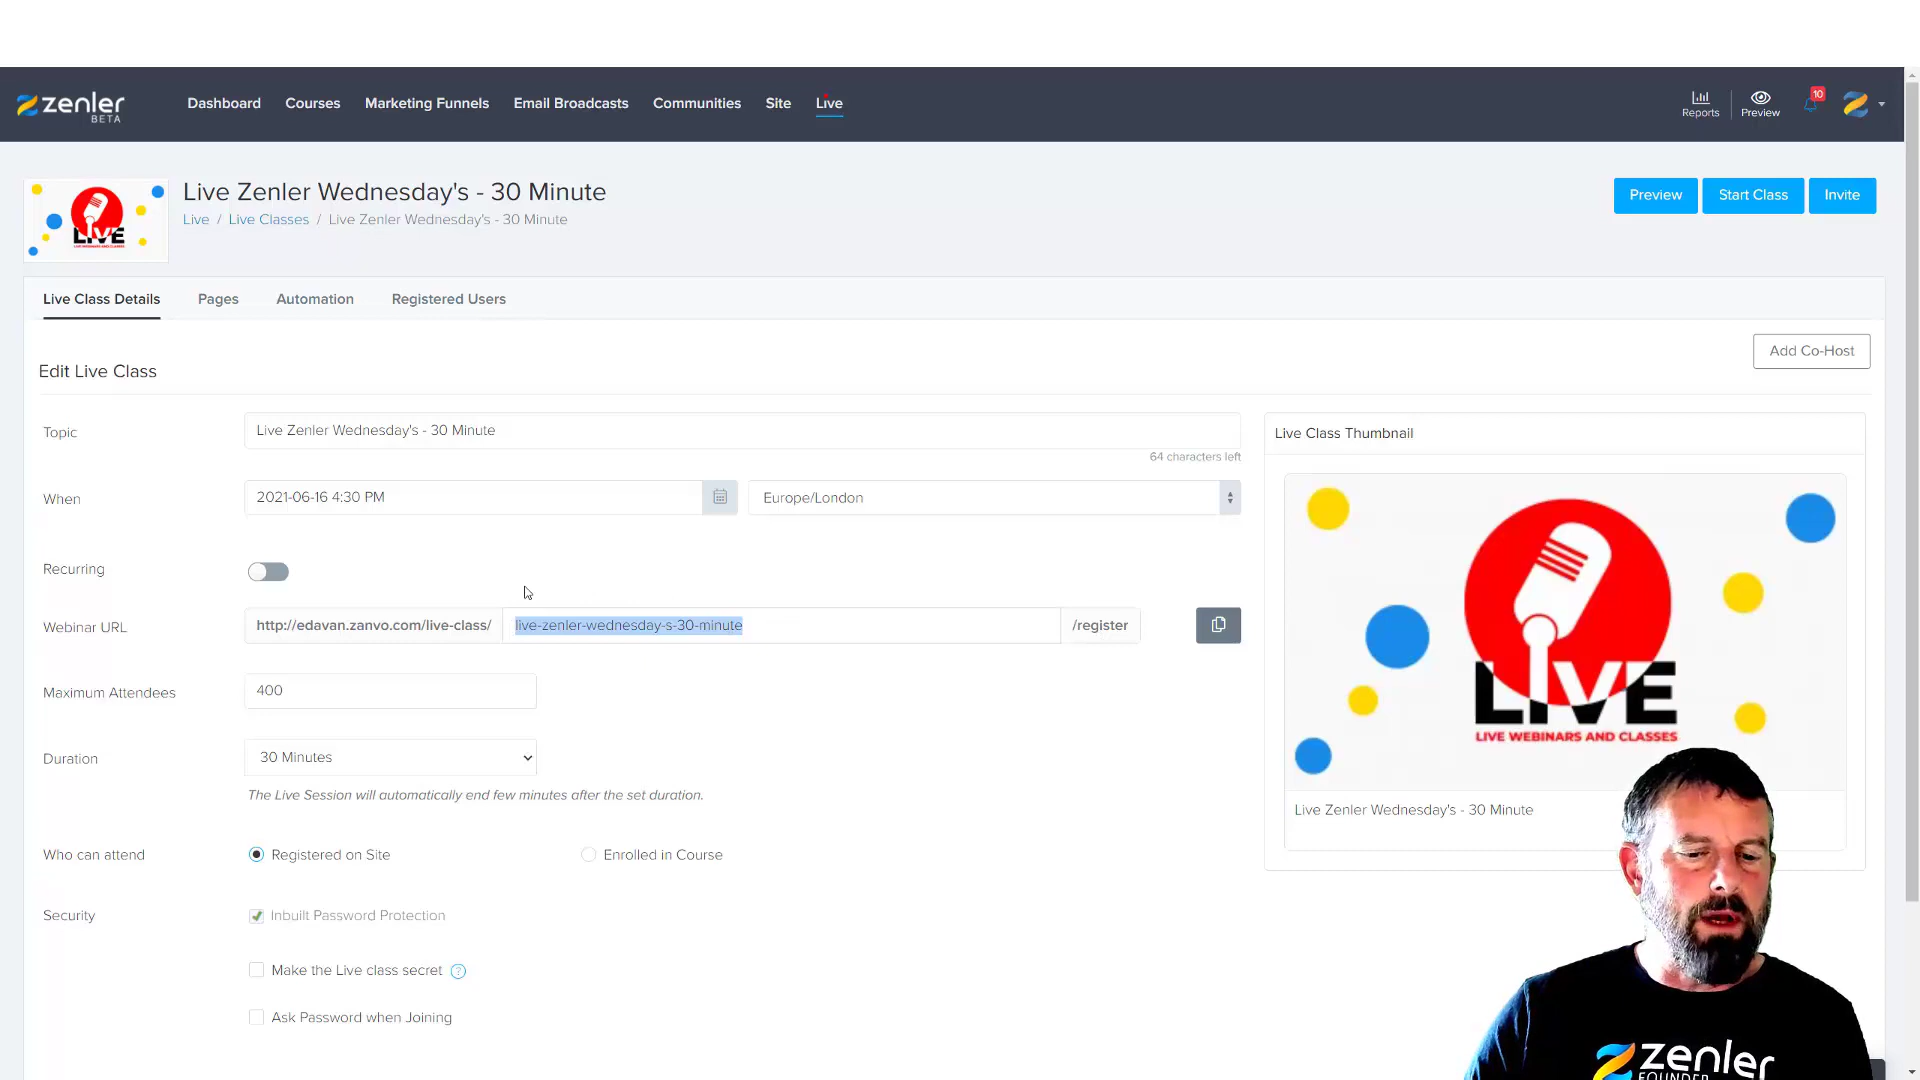 zenler
BETA
Dashboard
Courses
Marketing Funnels
Email Broadcasts
Communities
Site
Live
Reports
Preview
10
LIVE
Live Zenler Wednesday's - 30 Minute
Live / Live Classes / Live Zenler Wednesday's - 30 Minute
Preview
Start Class
Invite
Live Class Details
Pages
Automation
Registered Users
Add Co-Host
Edit Live Class
Topic
Live Zenler Wednesday's - 30 Minute
64 characters left
When
2021-06-16 4:30 PM
Europe/London
Recurring
Webinar URL
http://edavan.zanvo.com/live-class/
live-zenler-wednesday-s-30-minute
/register
Maximum Attendees
400
Duration
30 Minutes
The Live Session will automatically end few minutes after the set duration.
Who can attend
Registered on Site
Enrolled in Course
Security
Inbuilt Password Protection
Make the Live class secret ?
Ask Password when Joining
Live Class Thumbnail
LIVE
LIVE WEBINARS AND CLASSES
Live Zenler Wednesday's - 30 Minute
zenler
FOUNDER